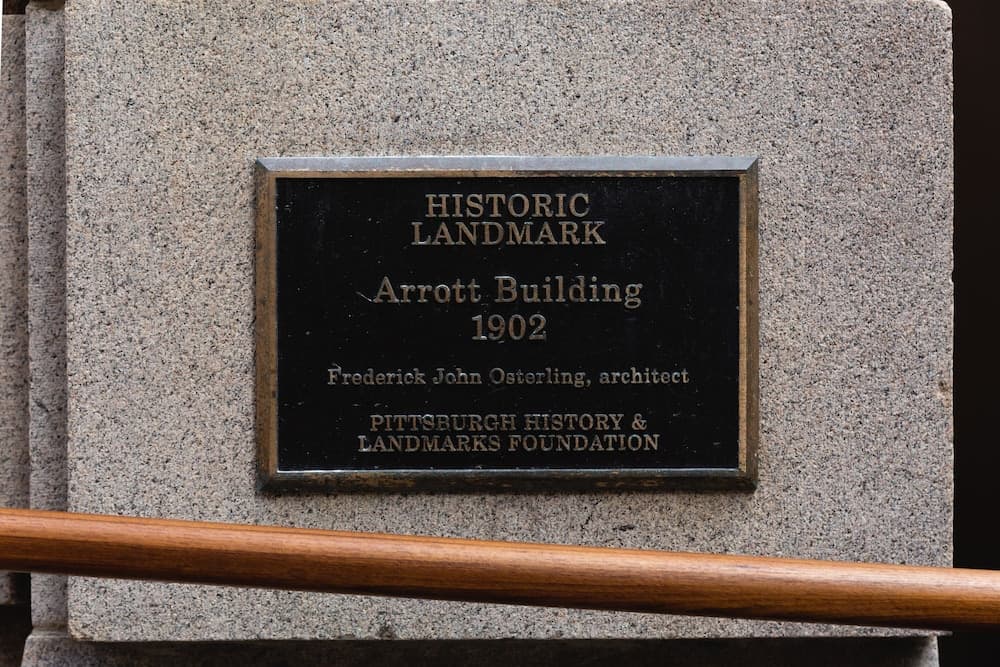 HISTORIC
LANDMARK
Arrott Building
1902
Frederick John Osterling, architect
PITTSBURGH HISTORY &
LANDMARKS FOUNDATION